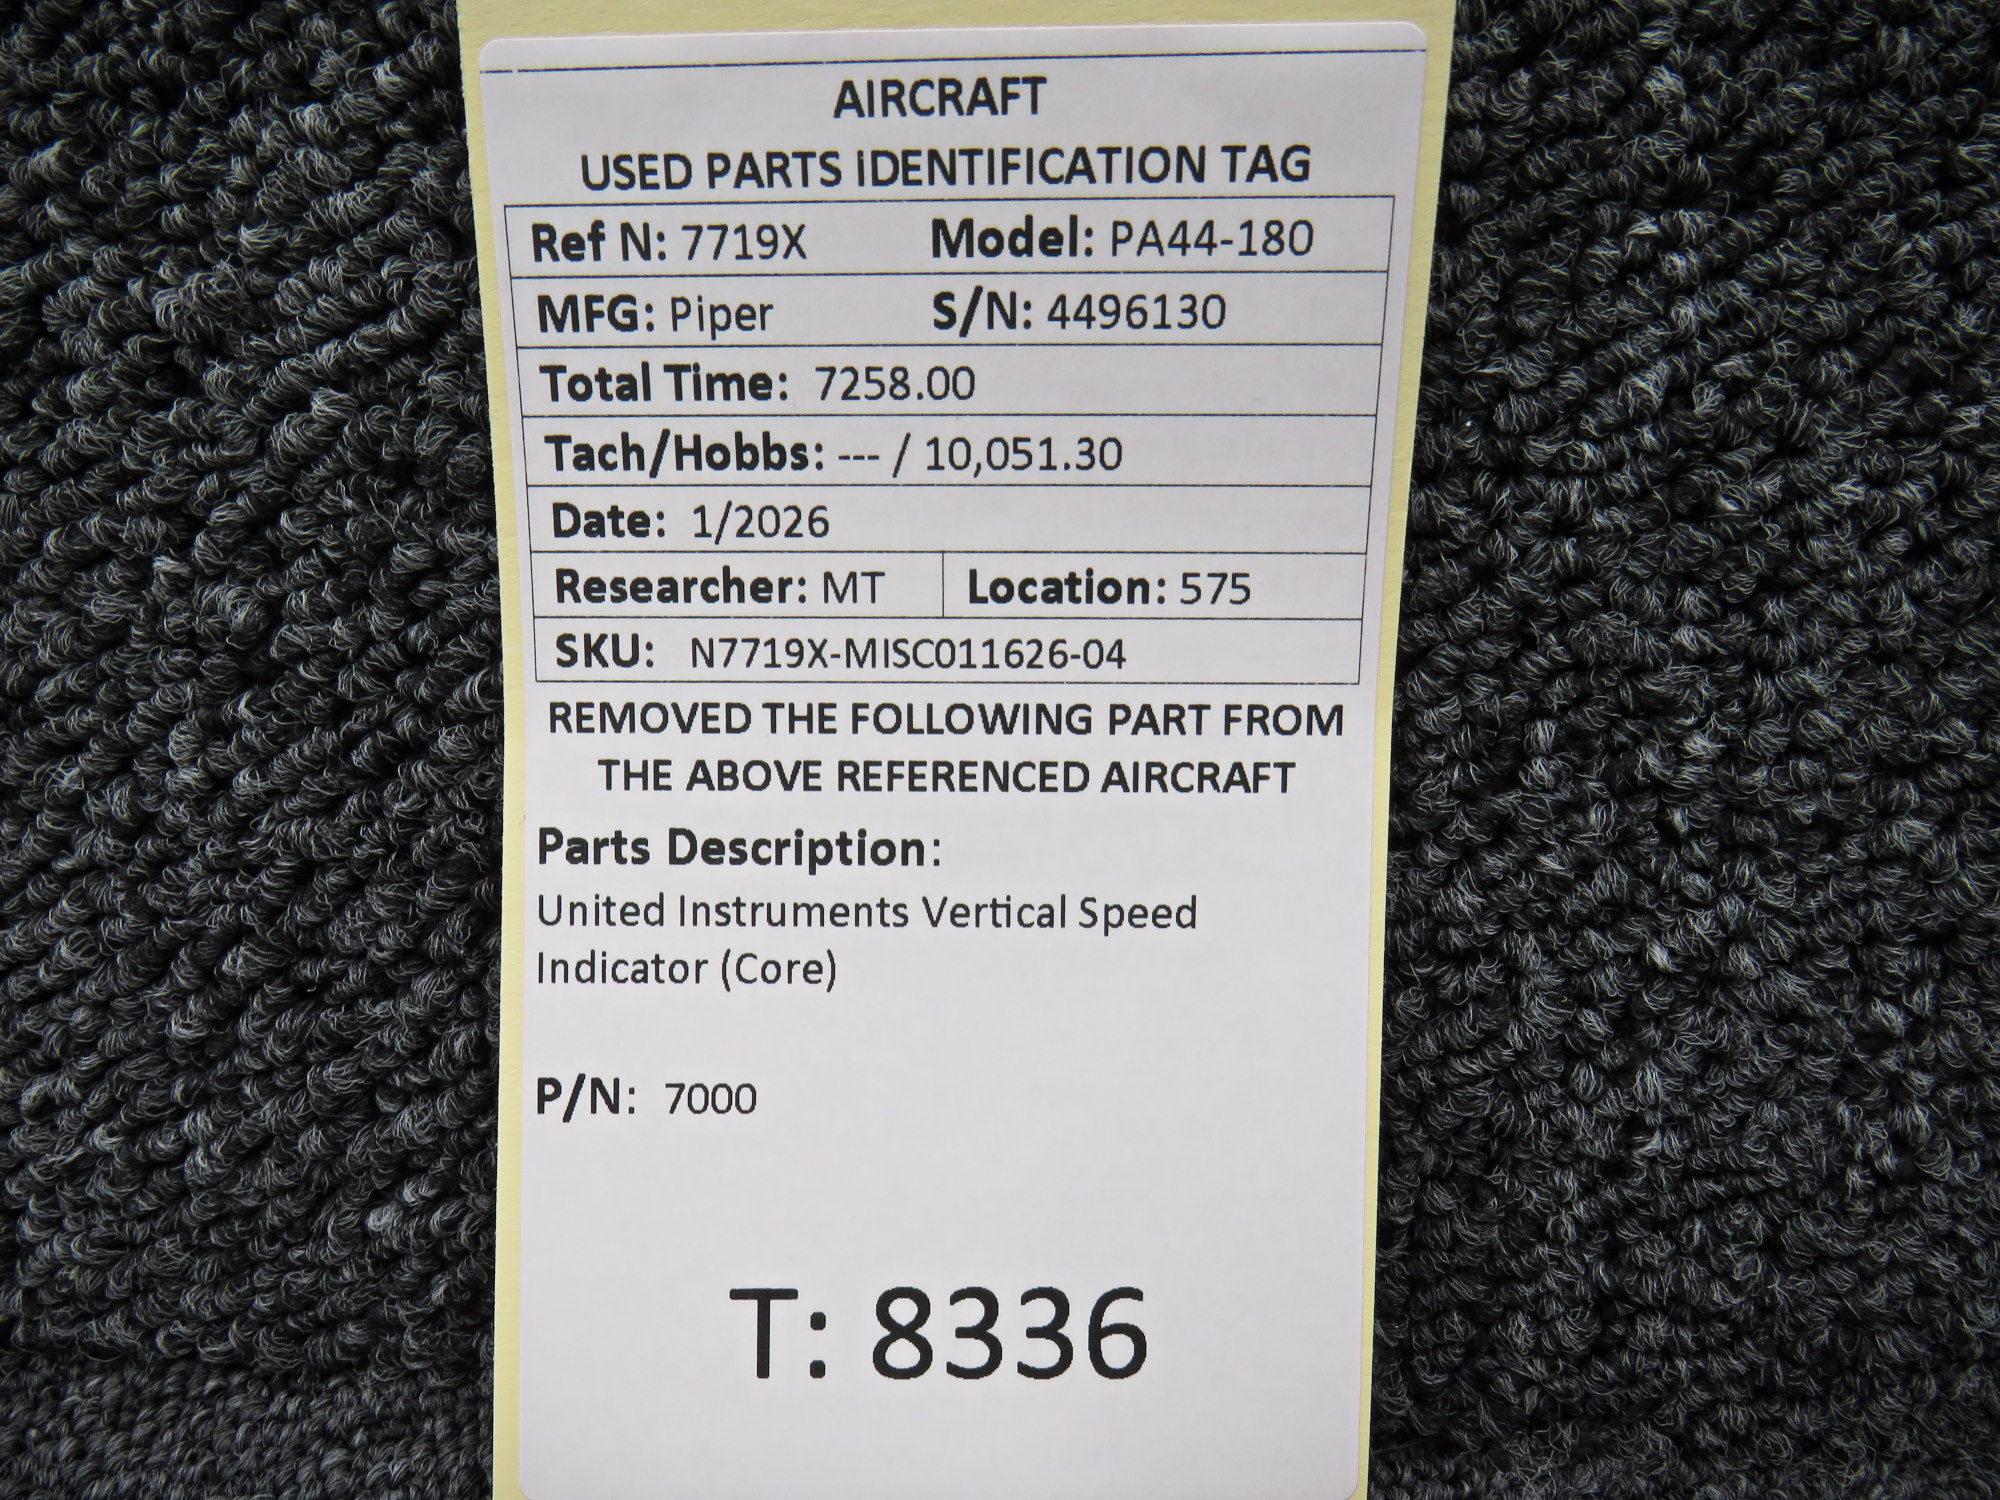 AIRCRAFT
USED PARTS IDENTIFICATION TAG
Ref N: 7719X Model: PA44-180
MFG: Piper S/N: 4496130
Total Time: 7258.00
Tach/Hobbs: --- / 10,051.30
Date: 1/2026
Researcher: MT Location: 575
SKU: N7719X-MISC011626-04
REMOVED THE FOLLOWING PART FROM
THE ABOVE REFERENCED AIRCRAFT
Parts Description:
United Instruments Vertical Speed
Indicator (Core)
P/N: 7000
T: 8336